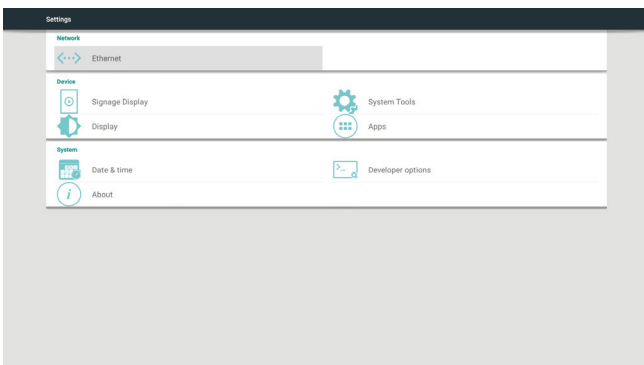 Settings
Network
Ethernet
Device
Signage Display
System Tools
Display
Apps
System
Date & time
Developer options
About